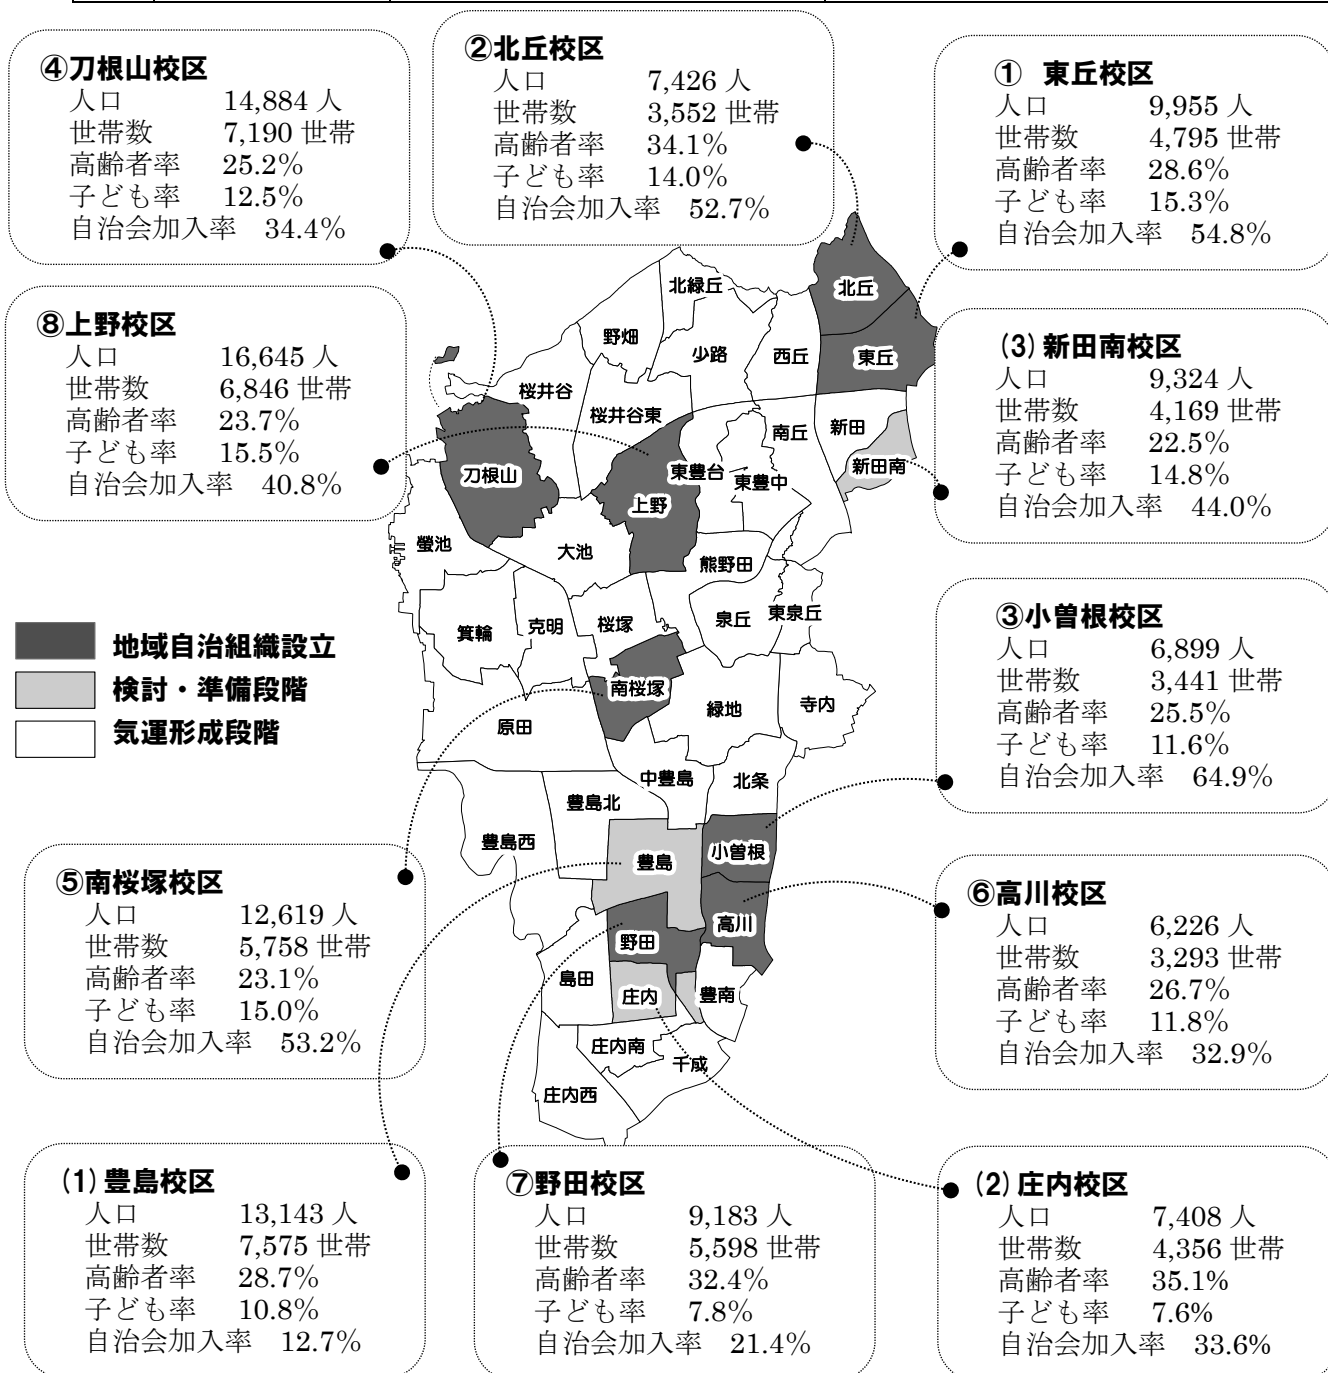 ④刀根山校区
人口 14,884 人
世帯数 7,190 世帯
高齢者率 25.2%
子ども率 12.5%
自治会加入率 34.4%
②北丘校区
人口 7,426 人
世帯数 3,552 世帯
高齢者率 34.1%
子ども率 14.0%
自治会加入率 52.7%
① 東丘校区
人口 9,955 人
世帯数 4,795 世帯
高齢者率 28.6%
子ども率 15.3%
自治会加入率 54.8%
⑧上野校区
人口 16,645 人
世帯数 6,846 世帯
高齢者率 23.7%
子ども率 15.5%
自治会加入率 40.8%
(3)新田南校区
人口 9,324 人
世帯数 4,169 世帯
高齢者率 22.5%
子ども率 14.8%
自治会加入率 44.0%
北緑丘
北丘
野畑
少路
西丘
東丘
桜井谷
桜井谷東
南丘
新田
刀根山
東豊台
東豊中
新田南
上野
螢池
大池
熊野田
箕輪
克明
桜塚
泉丘
東泉丘
南桜塚
緑地
寺内
原田
中豊島
北条
豊島北
豊島西
豊島
小曽根
野田
高川
島田
庄内
豊南
庄内南
千成
庄内西
地域自治組織設立
検討・準備段階
気運形成段階
③小曽根校区
人口 6,899 人
世帯数 3,441 世帯
高齢者率 25.5%
子ども率 11.6%
自治会加入率 64.9%
⑤南桜塚校区
人口 12,619 人
世帯数 5,758 世帯
高齢者率 23.1%
子ども率 15.0%
自治会加入率 53.2%
⑥高川校区
人口 6,226 人
世帯数 3,293 世帯
高齢者率 26.7%
子ども率 11.8%
自治会加入率 32.9%
(1)豊島校区
人口 13,143 人
世帯数 7,575 世帯
高齢者率 28.7%
子ども率 10.8%
自治会加入率 12.7%
⑦野田校区
人口 9,183 人
世帯数 5,598 世帯
高齢者率 32.4%
子ども率 7.8%
自治会加入率 21.4%
(2)庄内校区
人口 7,408 人
世帯数 4,356 世帯
高齢者率 35.1%
子ども率 7.6%
自治会加入率 33.6%